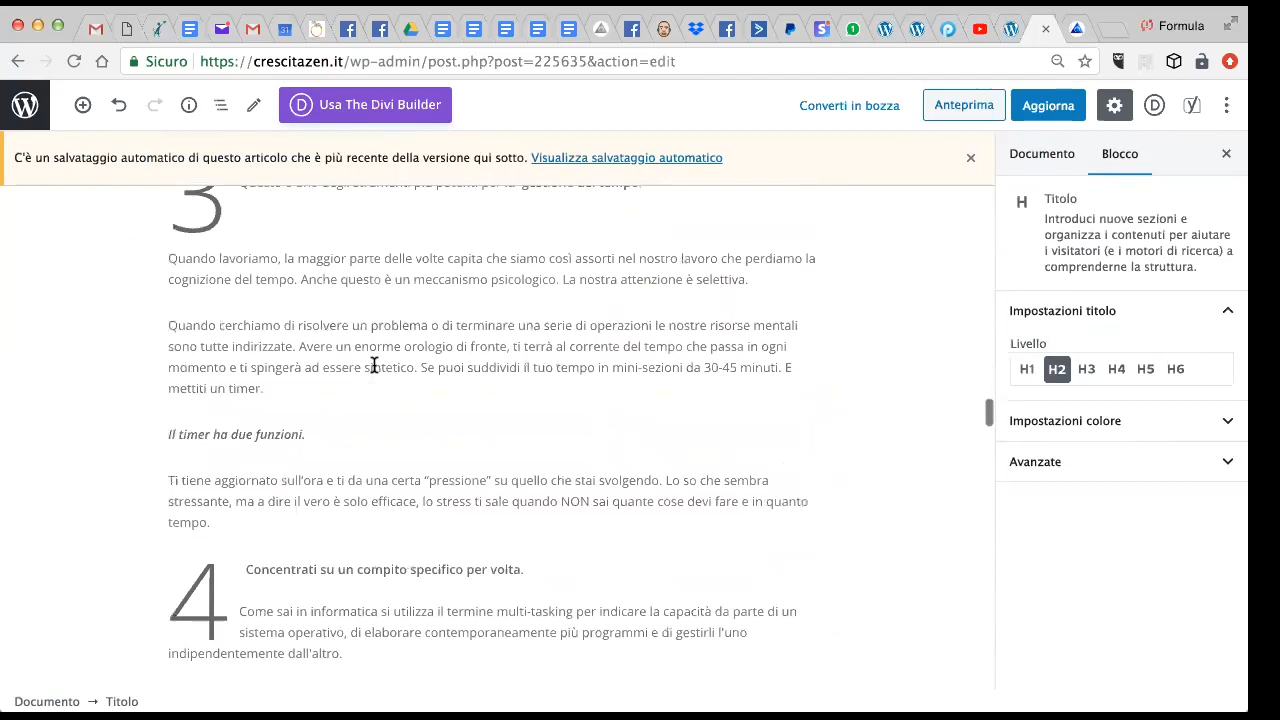 Formula
Sicuro https://crescitazen.it/wp-admin/post.php?post=225635&action=edit
Usa The Divi Builder
Converti in bozza
Anteprima
Aggiorna
C'è un salvataggio automatico di questo articolo che è più recente della versione qui sotto. Visualizza salvataggio automatico
3
Quando lavoriamo, la maggior parte delle volte capita che siamo così assorti nel nostro lavoro che perdiamo la
cognizione del tempo. Anche questo è un meccanismo psicologico. La nostra attenzione è selettiva.
Quando cerchiamo di risolvere un problema o di terminare una serie di operazioni le nostre risorse mentali
sono tutte indirizzate. Avere un enorme orologio di fronte, ti terrà al corrente del tempo che passa in ogni
momento e ti spingerà ad essere sintetico. Se puoi suddividi il tuo tempo in mini-sezioni da 30-45 minuti. E
mettiti un timer.
Il timer ha due funzioni.
Ti tiene aggiornato sull'ora e ti da una certa “pressione” su quello che stai svolgendo. Lo so che sembra
stressante, ma a dire il vero è solo efficace, lo stress ti sale quando NON sai quante cose devi fare e in quanto
tempo.
4
Concentrati su un compito specifico per volta.
Come sai in informatica si utilizza il termine multi-tasking per indicare la capacità da parte di un
sistema operativo, di elaborare contemporaneamente più programmi e di gestirli l'uno
indipendentemente dall'altro.
Documento
Blocco
H
Titolo
Introduci nuove sezioni e
organizza i contenuti per aiutare
i visitatori (e i motori di ricerca) a
comprenderne la struttura.
Impostazioni titolo
Livello
H1 H2 H3 H4 H5 H6
Impostazioni colore
Avanzate
Documento → Titolo